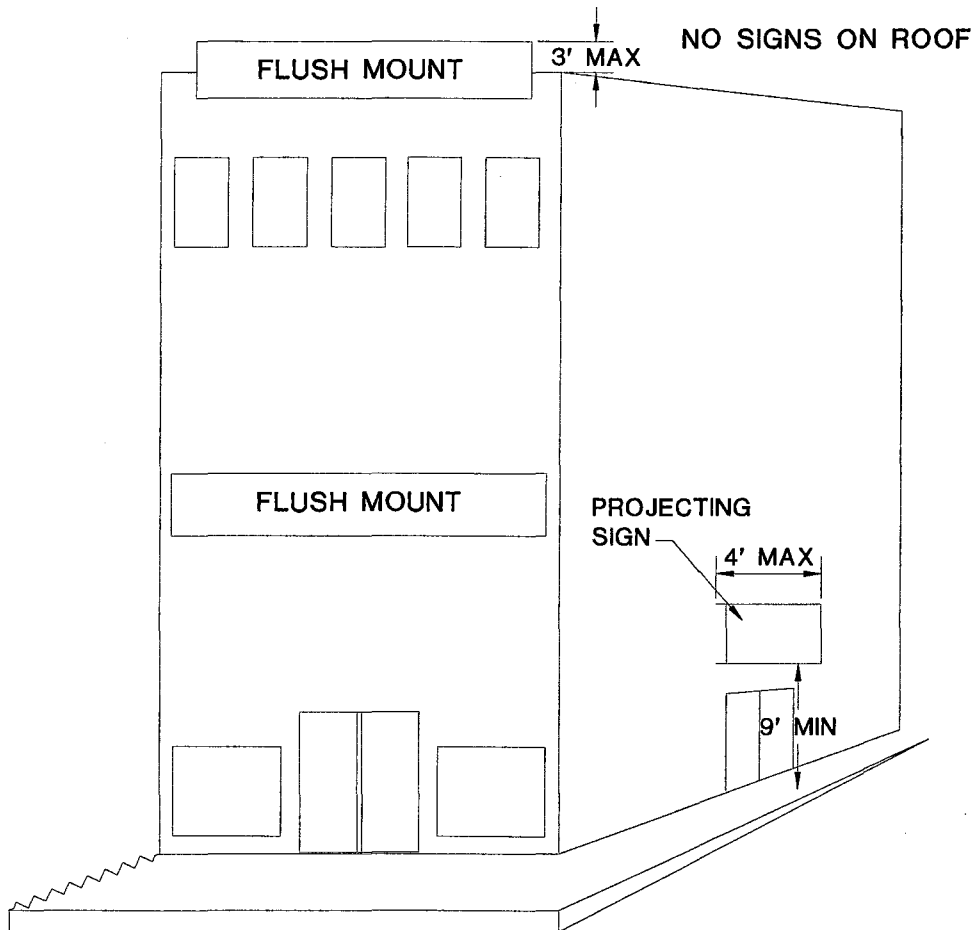 NO SIGNS ON ROOF
3' MAX
FLUSH MOUNT
FLUSH MOUNT
PROJECTING
SIGN
4' MAX
9' MIN